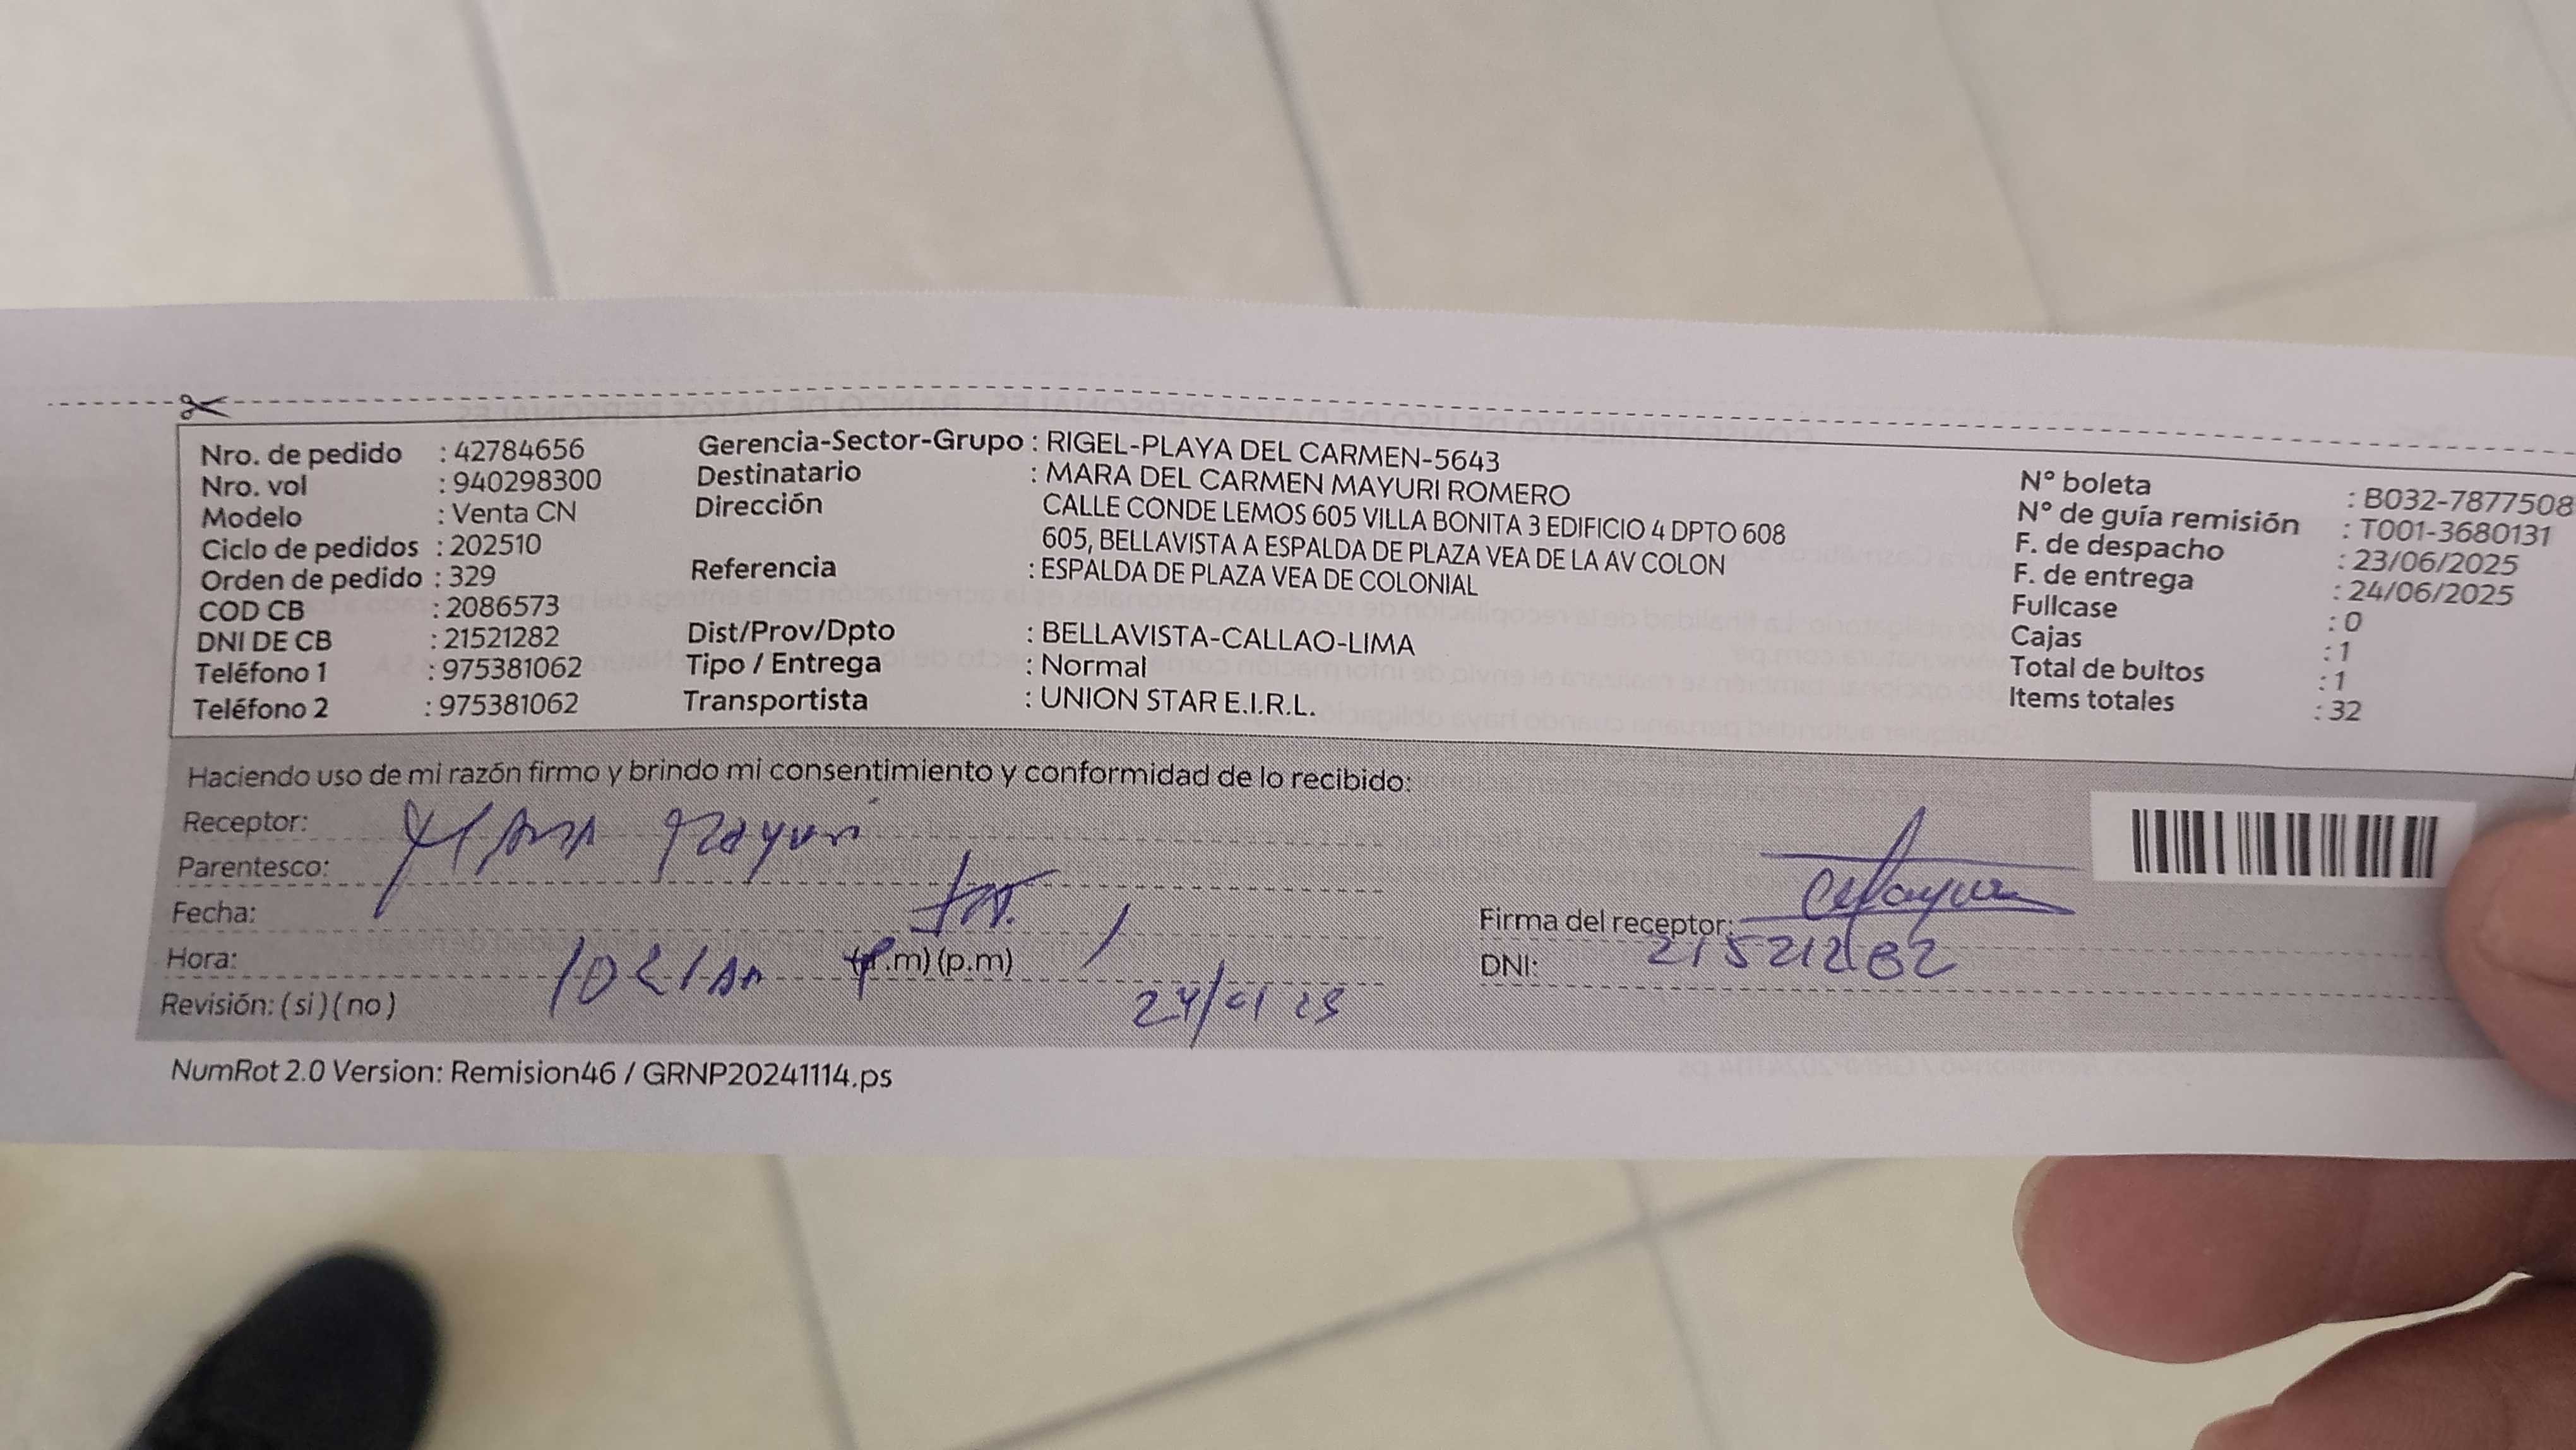 Nro. de pedido : 42784656
Nro. vol : 940298300
Modelo : Venta CN
Ciclo de pedidos : 202510
Orden de pedido : 329
COD CB : 2086573
DNI DE CB : 21521282
Teléfono 1 : 975381062
Teléfono 2 : 975381062
Gerencia-Sector-Grupo : RIGEL-PLAYA DEL CARMEN-5643
Destinatario : MARA DEL CARMEN MAYURI ROMERO
Dirección CALLE CONDE LEMOS 605 VILLA BONITA 3 EDIFICIO 4 DPTO 608
605, BELLAVISTA A ESPALDA DE PLAZA VEA DE LA AV COLON
Referencia : ESPALDA DE PLAZA VEA DE COLONIAL
Dist/Prov/Dpto : BELLAVISTA-CALLAO-LIMA
Tipo / Entrega : Normal
Transportista : UNION STAR E.I.R.L.
N° boleta : B032-7877508
N° de guía remisión : T001-3680131
F. de despacho : 23/06/2025
F. de entrega : 24/06/2025
Fullcase : 0
Cajas : 1
Total de bultos : 1
Items totales : 32
Haciendo uso de mi razón firmo y brindo mi consentimiento y conformidad de lo recibido:
Receptor: Mara Mayuri
Parentesco:
Fecha:
Hora: .m) (p.m)
Revisión: (si) (no)
Firma del receptor:
DNI: 21521282
NumRot 2.0 Version: Remision46 / GRNP20241114.ps